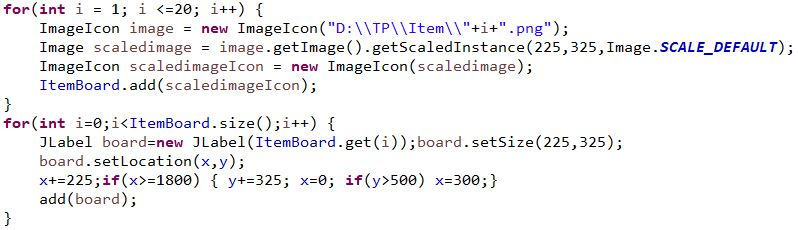 for(int i = 1; i <=20; i++) {
ImageIcon image = new ImageIcon("D:\\TP\\Item\\"+i+".png");
Image scaledimage = image.getImage().getScaledInstance(225,325,Image.SCALE_DEFAULT);
ImageIcon scaledimageIcon = new ImageIcon(scaledimage);
ItemBoard.add(scaledimageIcon);
}
for(int i=0;i<ItemBoard.size();i++) {
JLabel board=new JLabel(ItemBoard.get(i));board.setSize(225,325);
board.setLocation(x,y);
x+=225;if(x>=1800) { y+=325; x=0; if(y>500) x=300;}
add(board);
}